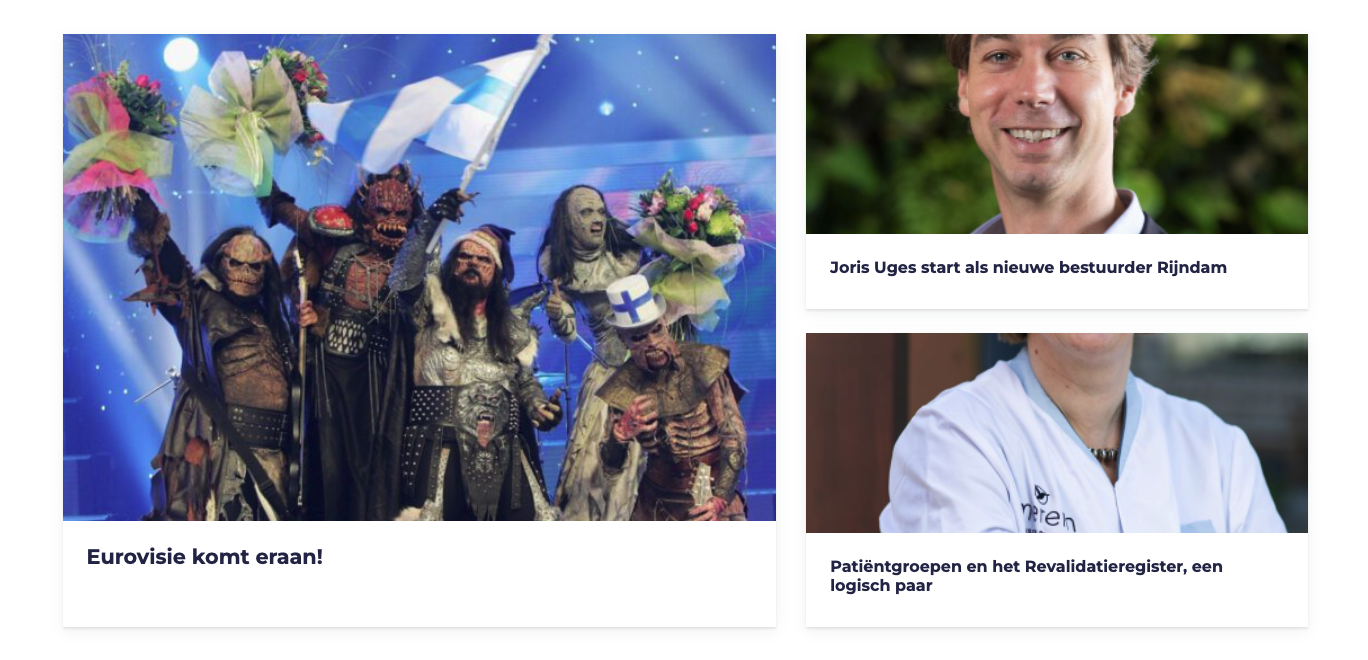 Eurovisie komt eraan!
Joris Uges start als nieuwe bestuurder Rijndam
Patiëntgroepen en het Revalidatieregister, een
logisch paar